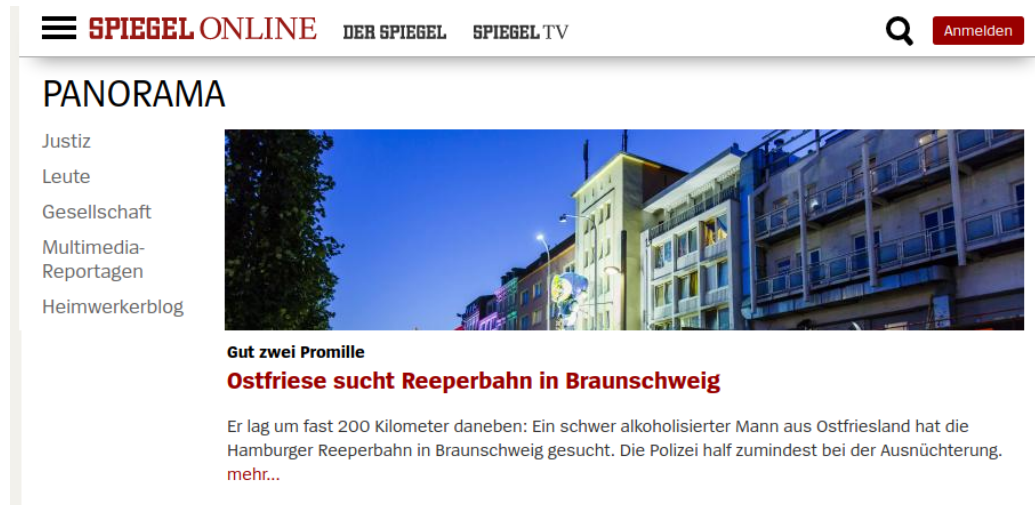 SPIEGEL ONLINE DER SPIEGEL SPIEGEL TV Anmelden
PANORAMA
Justiz
Leute
Gesellschaft
Multimedia-
Reportagen
Heimwerkerblog
Gut zwei Promille
Ostfriese sucht Reeperbahn in Braunschweig
Er lag um fast 200 Kilometer daneben: Ein schwer alkoholisierter Mann aus Ostfriesland hat die
Hamburger Reeperbahn in Braunschweig gesucht. Die Polizei half zumindest bei der Ausnüchterung.
mehr...